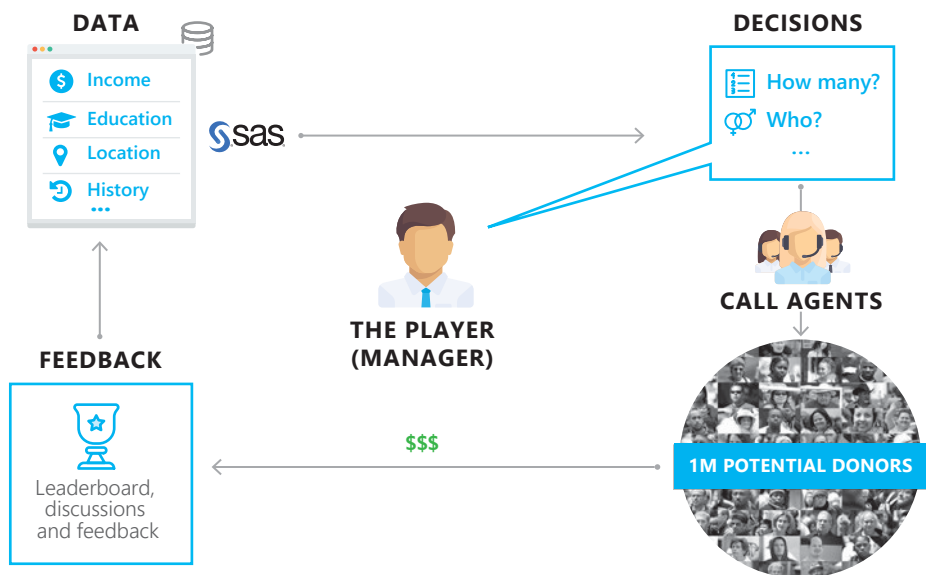 DATA
Income
Education
Location
History
...
sas
DECISIONS
How many?
Who?
...
THE PLAYER
(MANAGER)
CALL AGENTS
1M POTENTIAL DONORS
$$$
FEEDBACK
Leaderboard,
discussions
and feedback